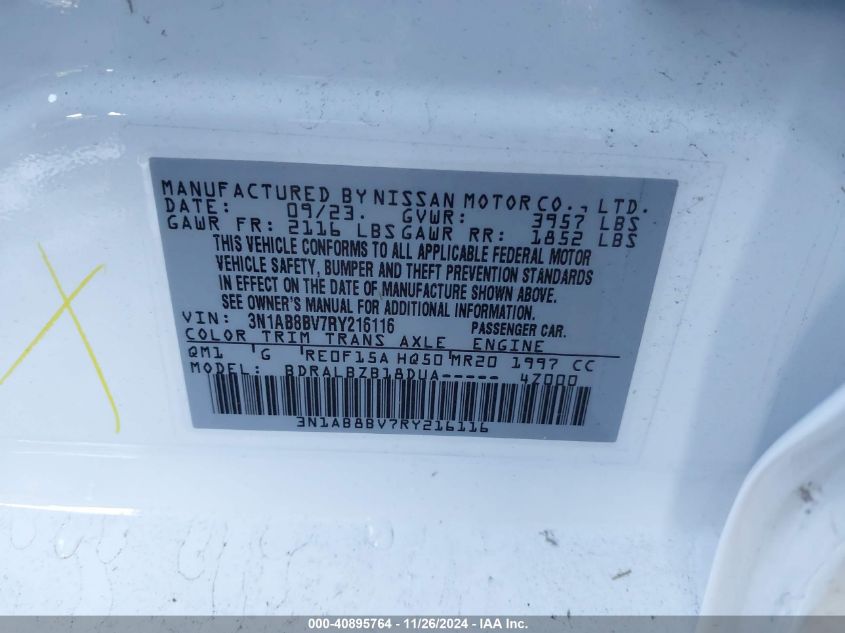 MANUFACTURED BY NISSAN MOTOR CO., LTD.
DATE: 09/23. GVWR: 3957 LBS
GAWR FR: 2116 LBS GAWR RR: 1852 LBS
THIS VEHICLE CONFORMS TO ALL APPLICABLE FEDERAL MOTOR
VEHICLE SAFETY, BUMPER AND THEFT PREVENTION STANDARDS
IN EFFECT ON THE DATE OF MANUFACTURE SHOWN ABOVE.
SEE OWNER'S MANUAL FOR ADDITIONAL INFORMATION.
VIN: 3N1AB8BV7RY216116 PASSENGER CAR.
COLOR TRIM TRANS AXLE ENGINE
QM1 G RE0F15A HQ50 MR20 1997 CC
MODEL: BDRALBZB18DUA----- 4Z000
3N1AB8BV7RY216116
000-40895764 - 11/26/2024 - IAA Inc.